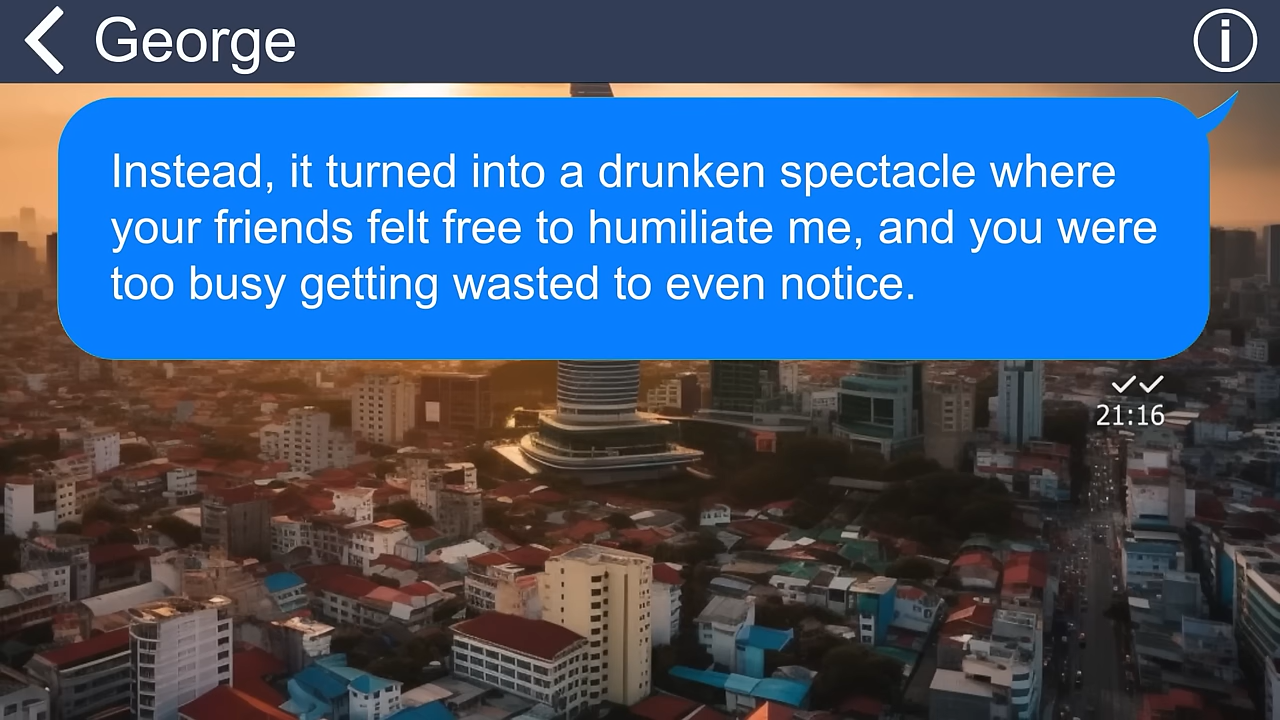 George
Instead, it turned into a drunken spectacle where
your friends felt free to humiliate me, and you were
too busy getting wasted to even notice.
21:16